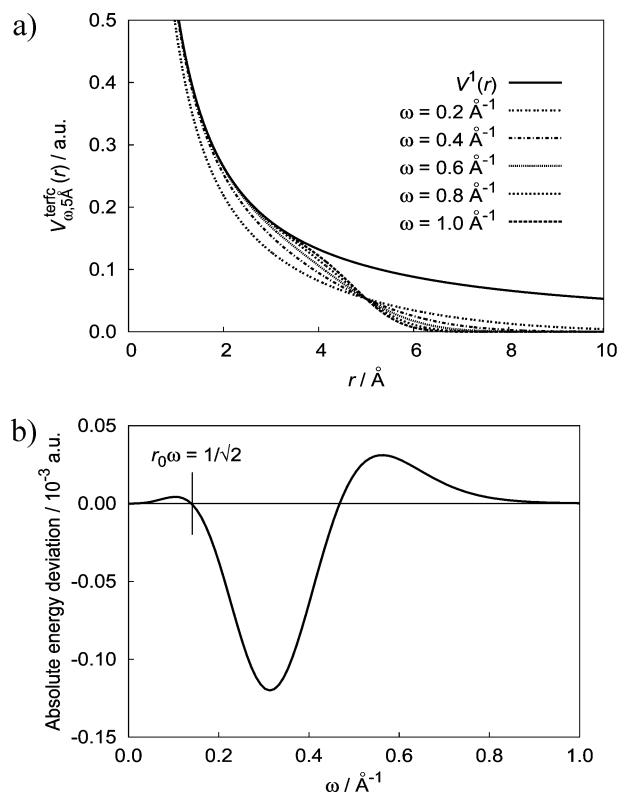 a)
0.5
0.4
0.3
0.2
0.1
0.0
V^terfc_ω,5Å(r) / a.u.
V¹(r)
ω = 0.2 Å⁻¹
ω = 0.4 Å⁻¹
ω = 0.6 Å⁻¹
ω = 0.8 Å⁻¹
ω = 1.0 Å⁻¹
0 2 4 6 8 10
r / Å
b)
0.05
0.00
-0.05
-0.10
-0.15
Absolute energy deviation / 10⁻³ a.u.
r₀ω = 1/√2
0.0 0.2 0.4 0.6 0.8 1.0
ω / Å⁻¹